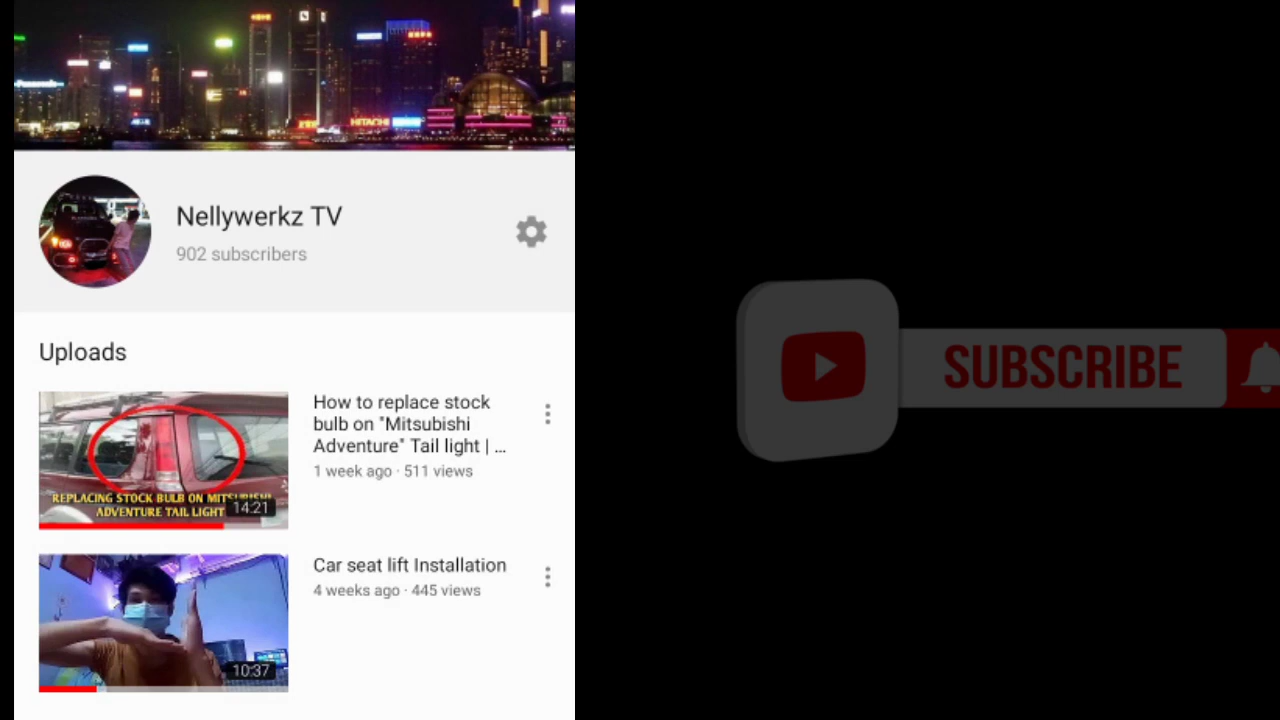 HITACHI
Nellywerkz TV
902 subscribers
Uploads
How to replace stock
bulb on "Mitsubishi
Adventure" Tail light | ...
1 week ago · 511 views
REPLACING STOCK BULB ON MITSUBISHI
ADVENTURE TAIL LIGHT
14:21
Car seat lift Installation
4 weeks ago · 445 views
10:37
SUBSCRIBE